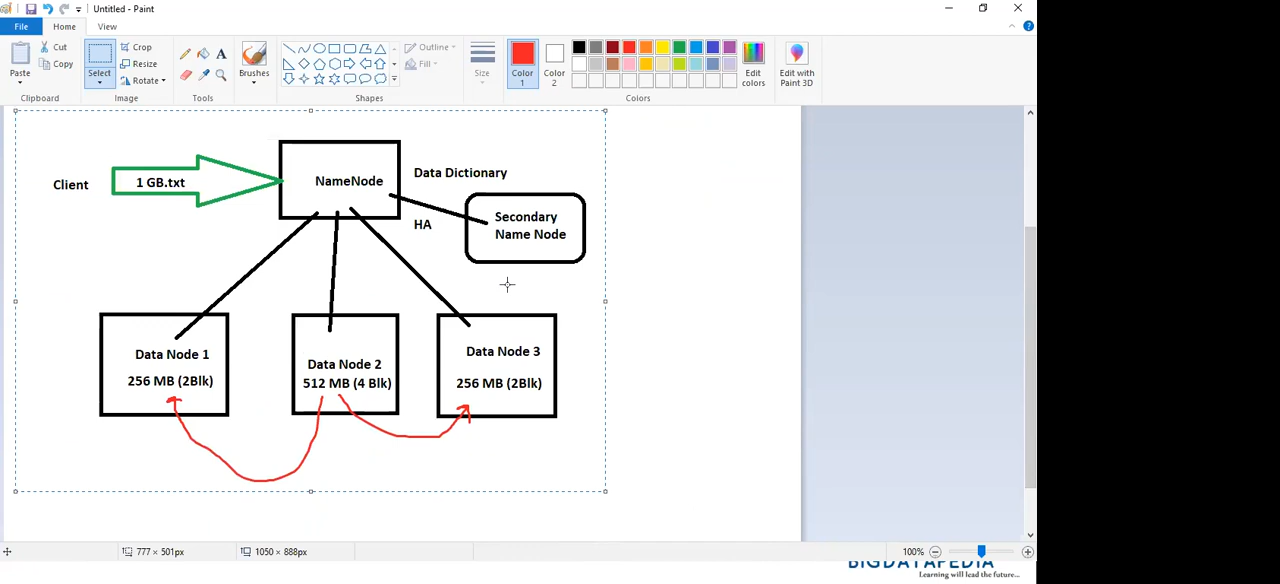 Untitled - Paint
File
Home
View
Paste
Cut
Copy
Clipboard
Select
Crop
Resize
Rotate
Image
A
Tools
Brushes
Outline
Fill
Shapes
Size
Color
1
Color
2
Edit
colors
Edit with
Paint 3D
Colors
Client
1 GB.txt
NameNode
Data Dictionary
HA
Secondary
Name Node
Data Node 1
256 MB (2Blk)
Data Node 2
512 MB (4 Blk)
Data Node 3
256 MB (2Blk)
777 × 501px
1050 × 888px
100%
BIGDATAPEDIA
Learning will lead the future...